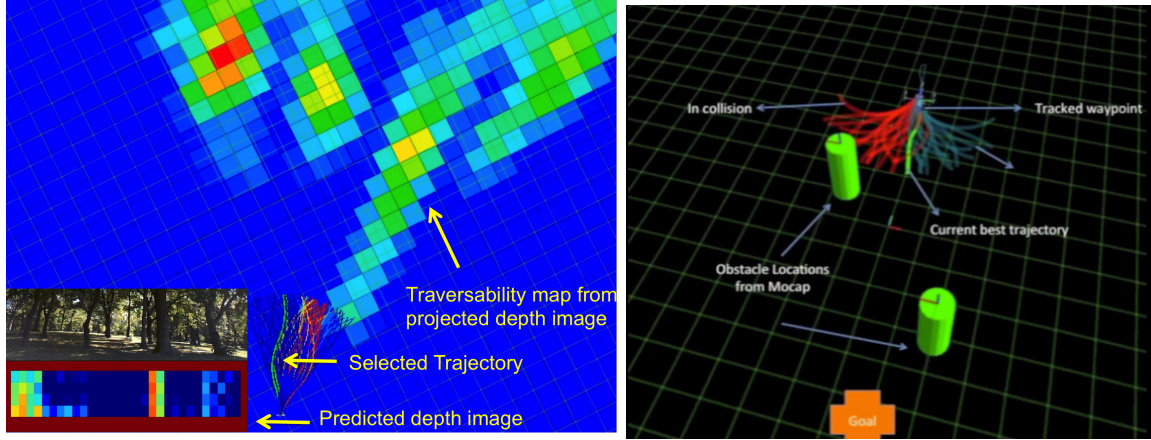 Traversability map from
projected depth image
Selected Trajectory
Predicted depth image
In collision
Tracked waypoint
Current best trajectory
Obstacle Locations
from Mocap
Goal